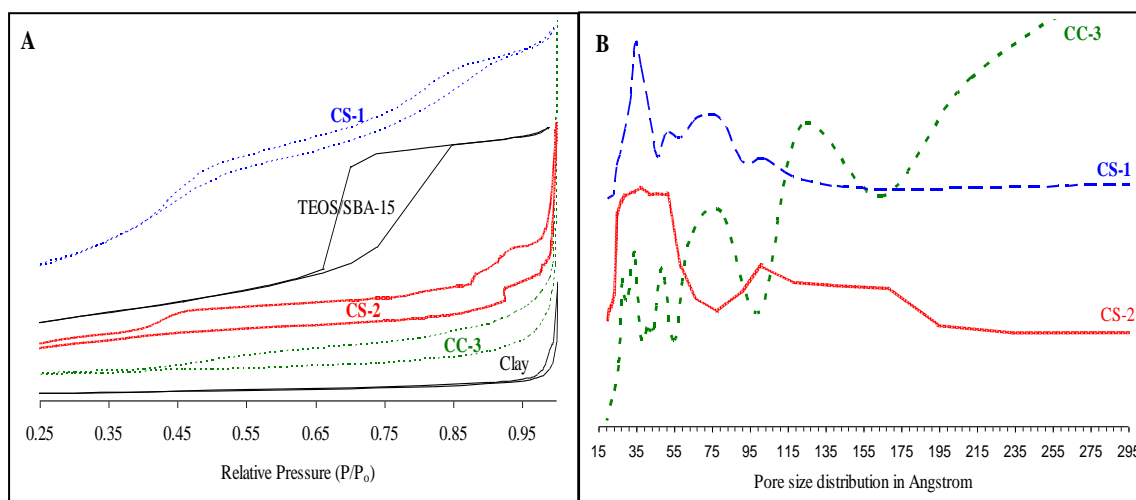 A
CS-1
TEOS/SBA-15
CS-2
CC-3
Clay
0.25 0.35 0.45 0.55 0.65 0.75 0.85 0.95
Relative Pressure (P/Po)
B
CC-3
CS-1
CS-2
15 35 55 75 95 115 135 155 175 195 215 235 255 275 295
Pore size distribution in Angstrom